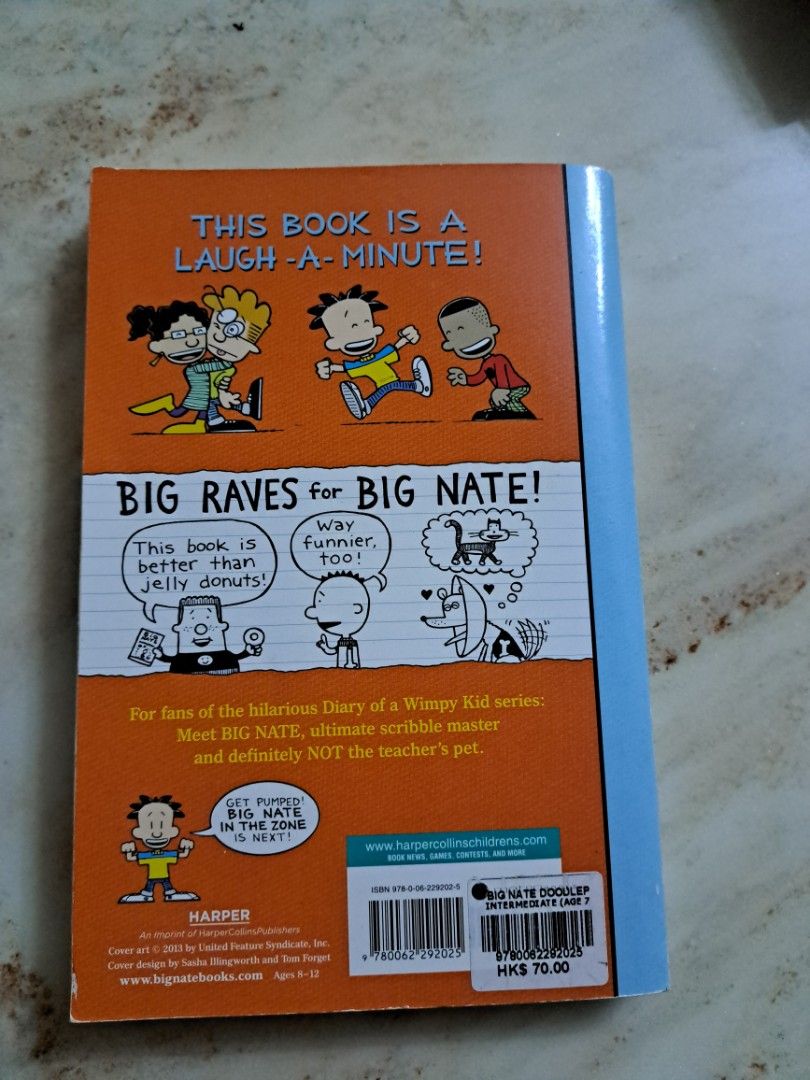 THIS BOOK IS A
LAUGH-A-MINUTE!
BIG RAVES for BIG NATE!
This book is
better than
jelly donuts!
Way
funnier,
too!
For fans of the hilarious Diary of a Wimpy Kid series:
Meet BIG NATE, ultimate scribble master
and definitely NOT the teacher's pet.
GET PUMPED!
BIG NATE
IN THE ZONE
IS NEXT!
HARPER
An Imprint of HarperCollinsPublishers
Cover art © 2013 by United Feature Syndicate, Inc.
Cover design by Sasha Illingworth and Tom Forget
www.bignatebooks.com Ages 8–12
www.harpercollinschildrens.com
BOOK NEWS, GAMES, CONTESTS, AND MORE
ISBN 978-0-06-229202-5
9 780062 292025
BIG NATE DOODLEP
INTERMEDIATE (AGE 7
9780062292025
HK$ 70.00